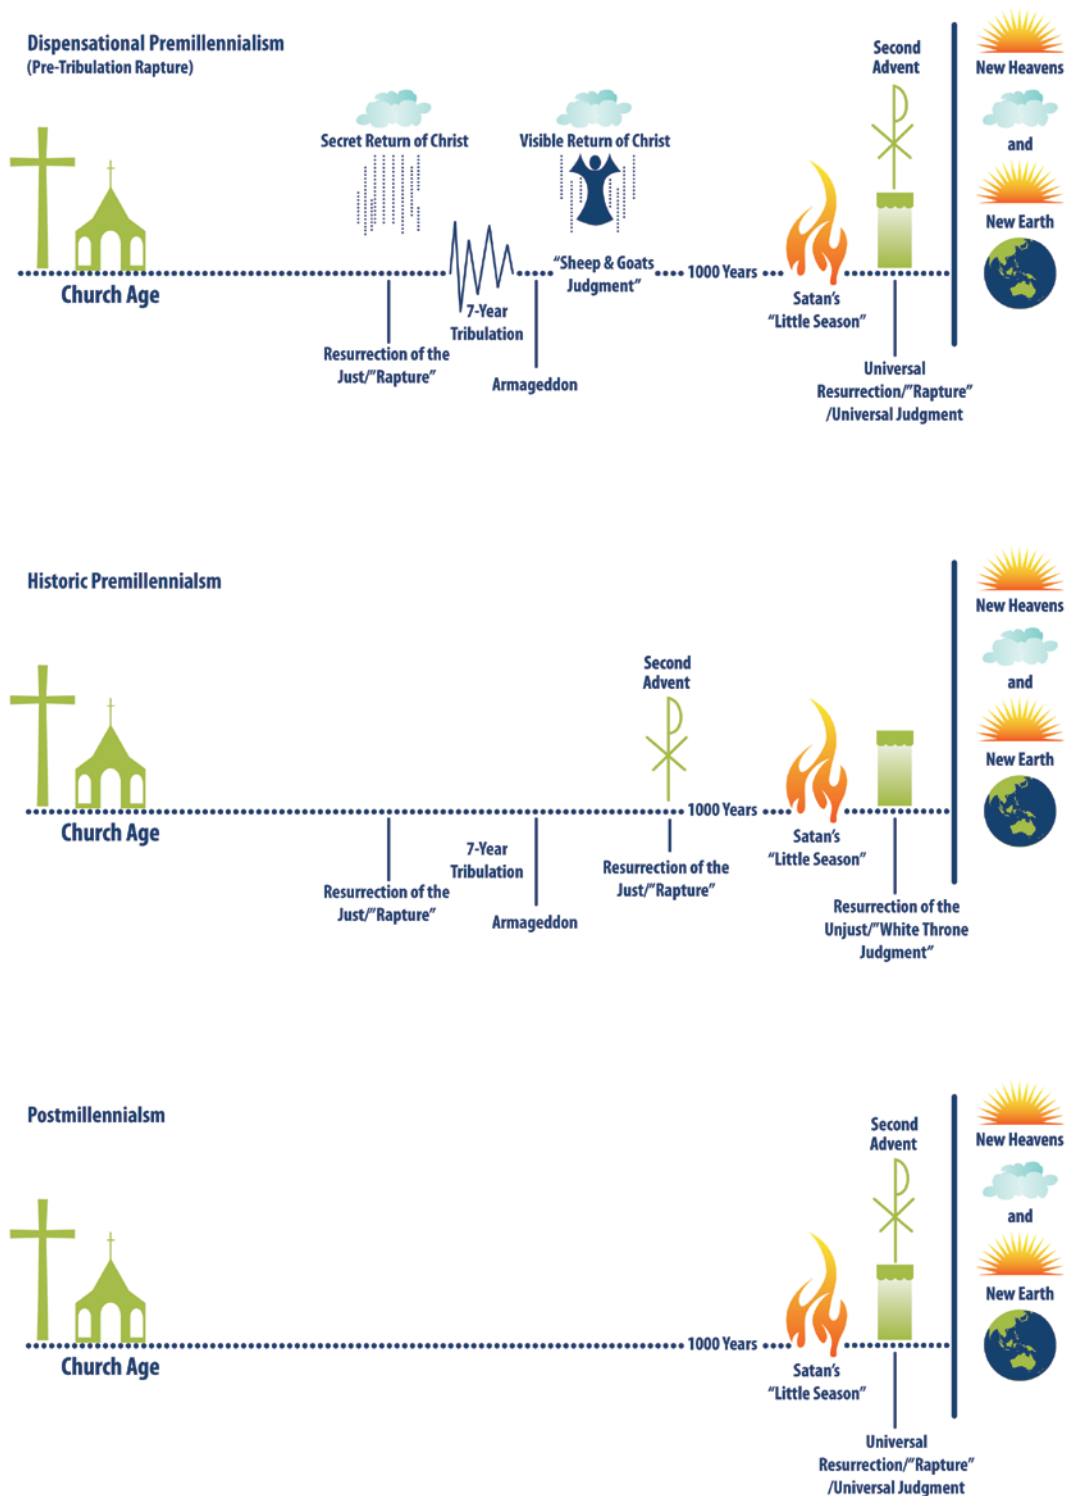 Dispensational Premillennialism
(Pre-Tribulation Rapture)
Second
Advent
New Heavens
and
New Earth
Secret Return of Christ
Visible Return of Christ
Church Age
"Sheep & Goats
Judgment"
1000 Years
7-Year
Tribulation
Satan's
"Little Season"
Resurrection of the
Just/"Rapture"
Armageddon
Universal
Resurrection/"Rapture"
/Universal Judgment
Historic Premillennialsm
New Heavens
and
New Earth
Second
Advent
1000 Years
Church Age
7-Year
Tribulation
Satan's
"Little Season"
Resurrection of the
Just/"Rapture"
Armageddon
Resurrection of the
Just/"Rapture"
Resurrection of the
Unjust/"White Throne
Judgment"
Postmillennialsm
Second
Advent
New Heavens
and
New Earth
1000 Years
Church Age
Satan's
"Little Season"
Universal
Resurrection/"Rapture"
/Universal Judgment